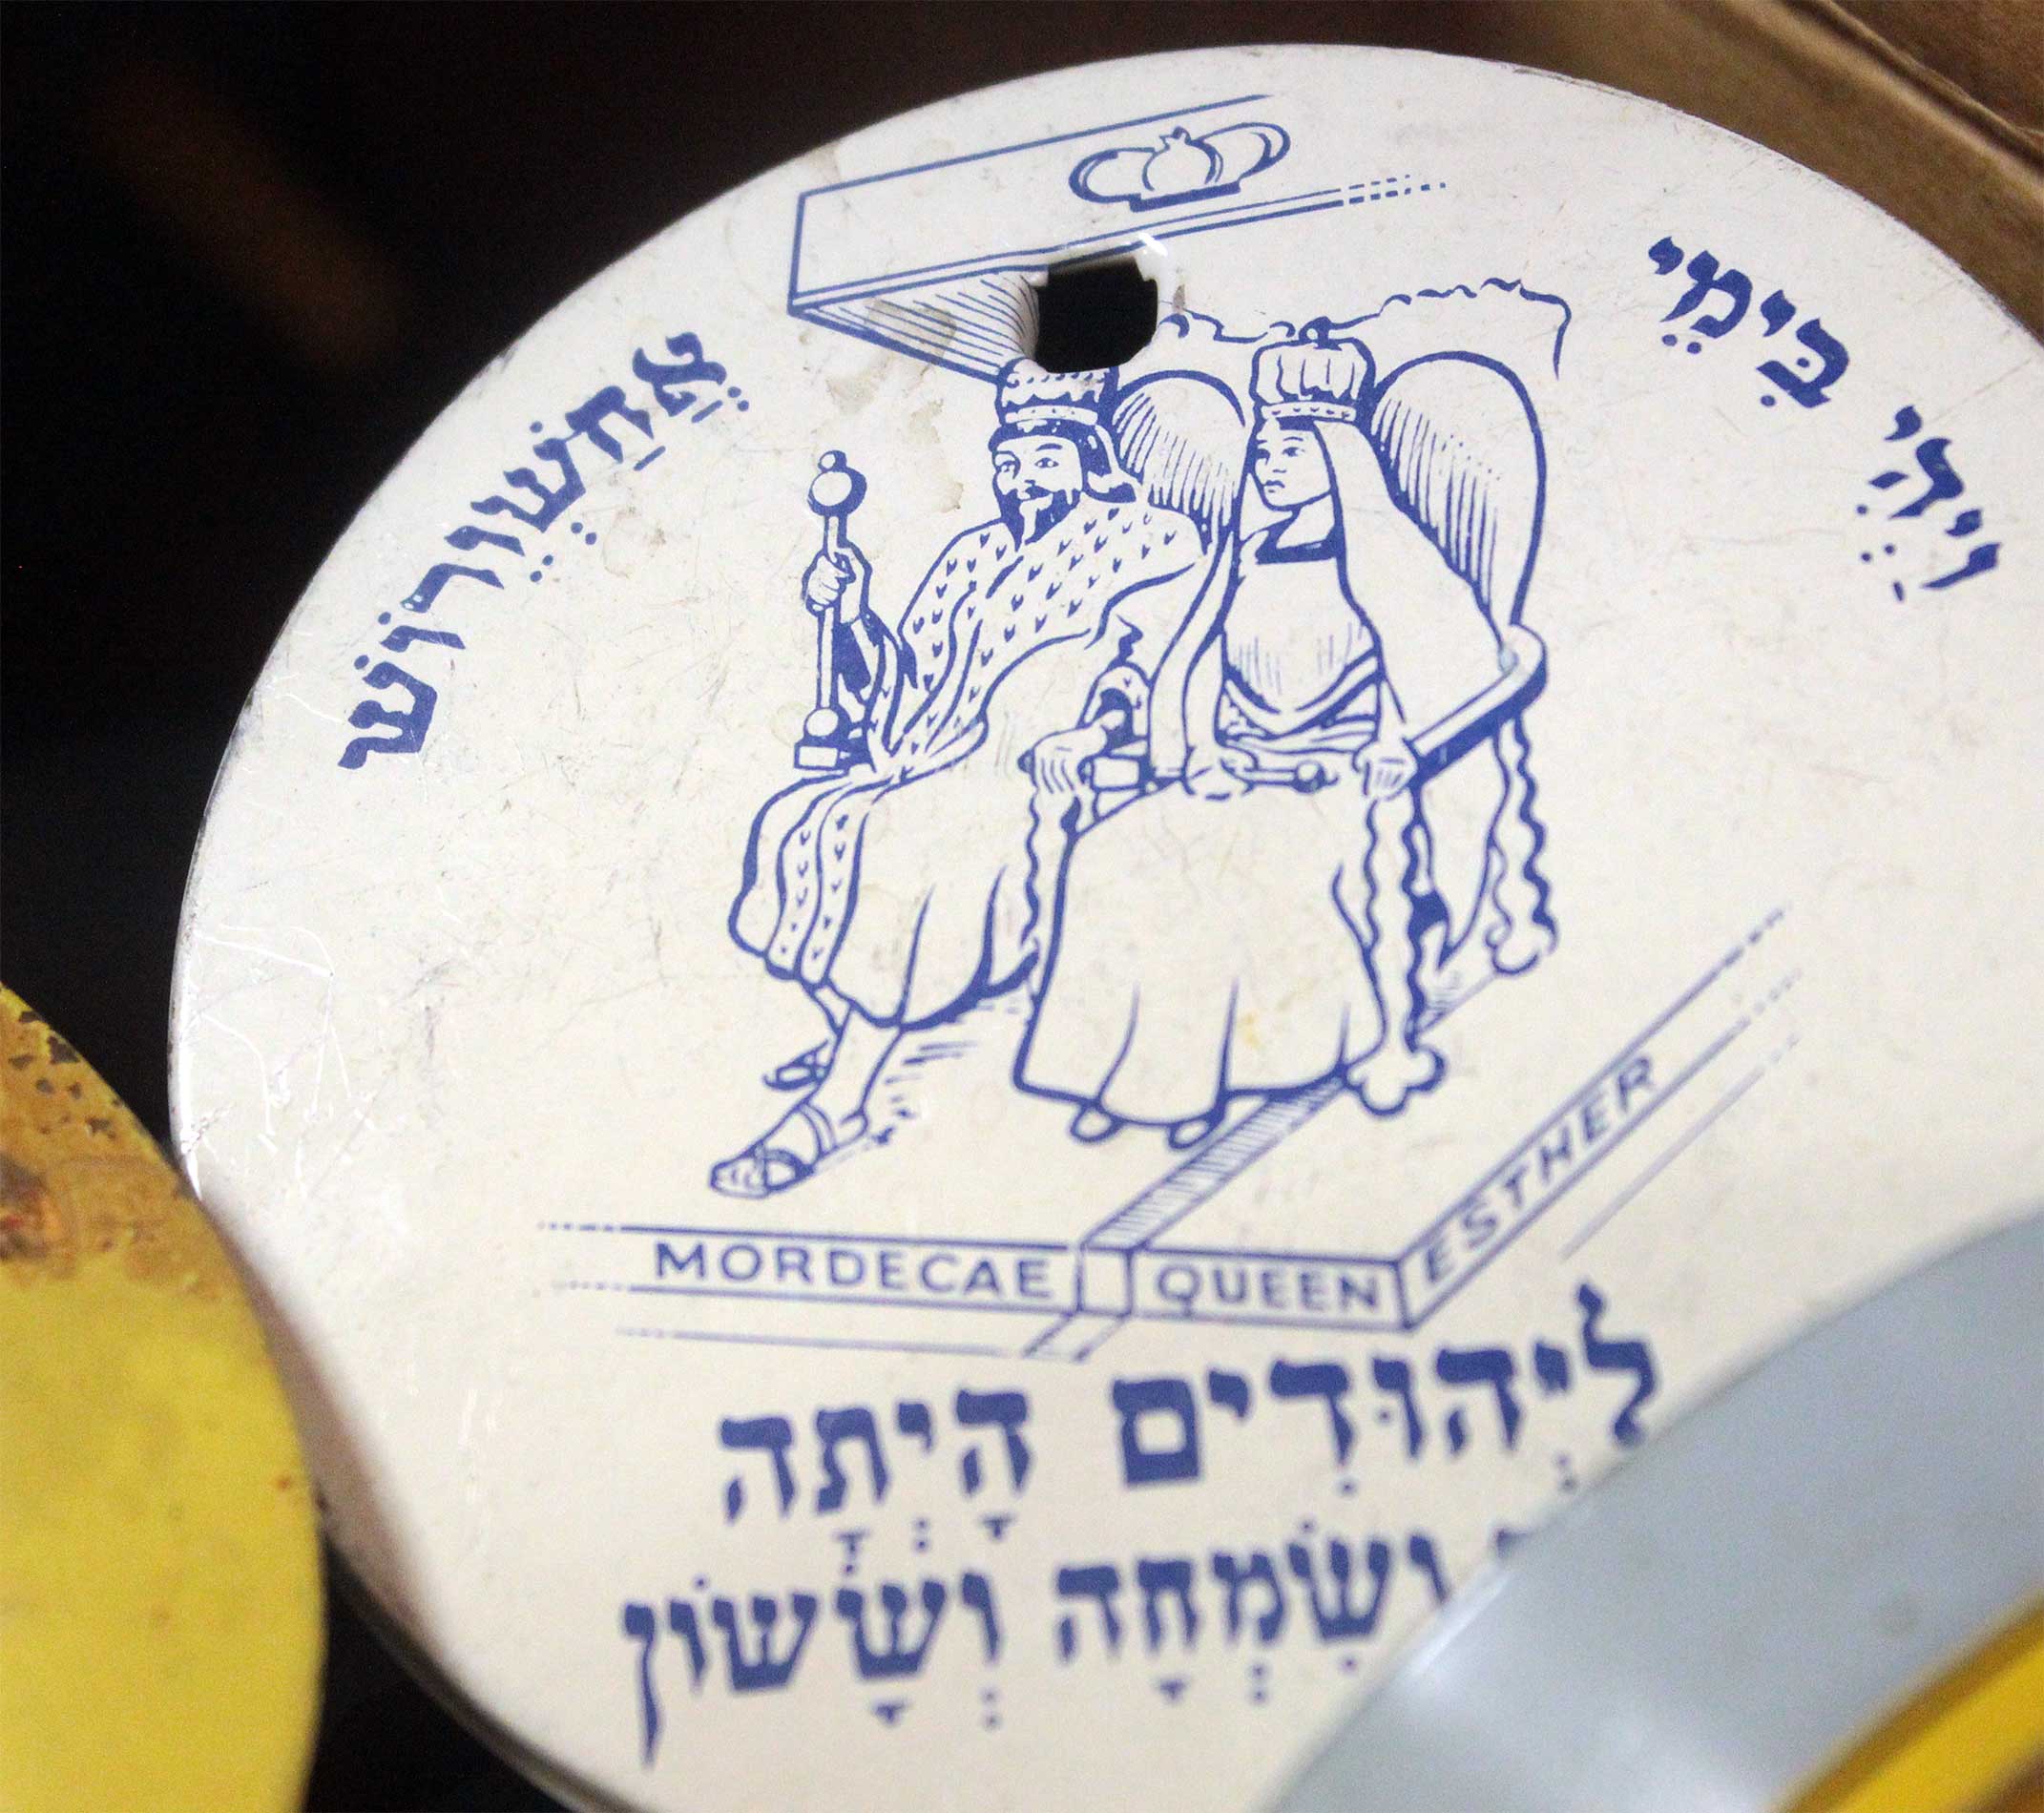 וַיְהִי בִּימֵי
אֲחַשְׁוֵרוֹשׁ
MORDECAE QUEEN ESTHER
לַיְהוּדִים הָיְתָה
וְשִׂמְחָה וְשָׂשׂוֹן